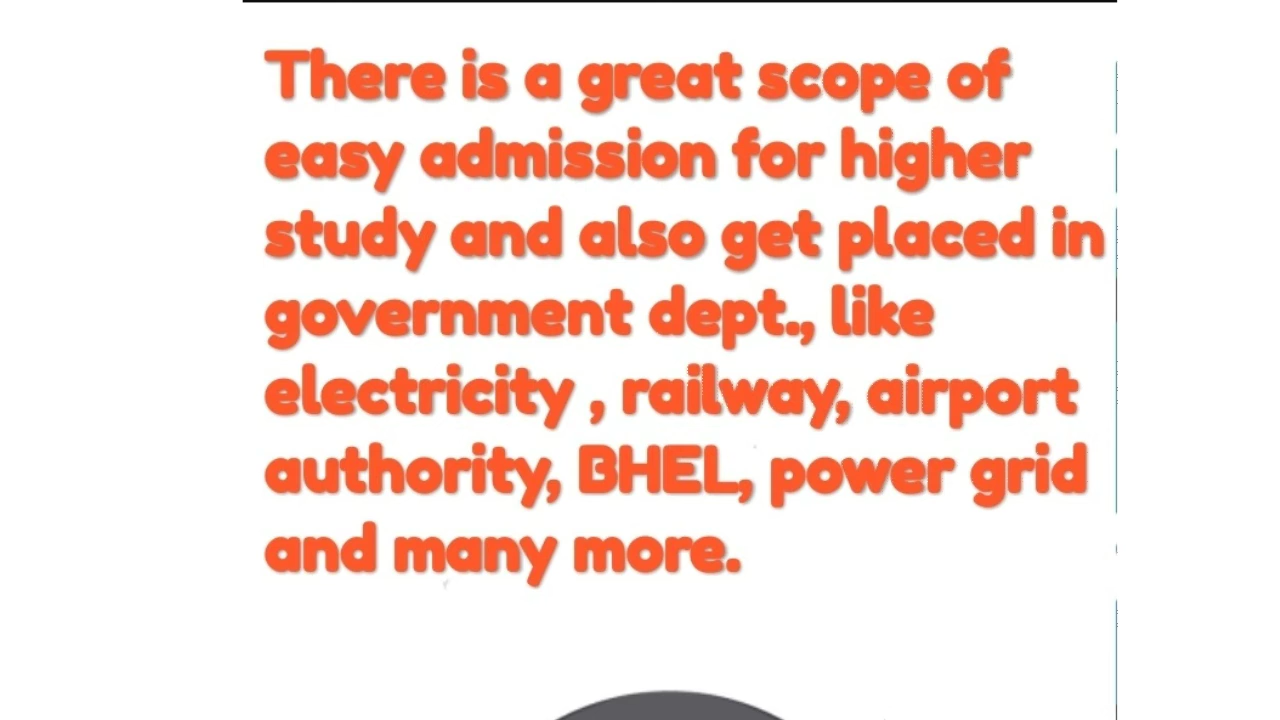 There is a great scope of
easy admission for higher
study and also get placed in
government dept., like
electricity , railway, airport
authority, BHEL, power grid
and many more.